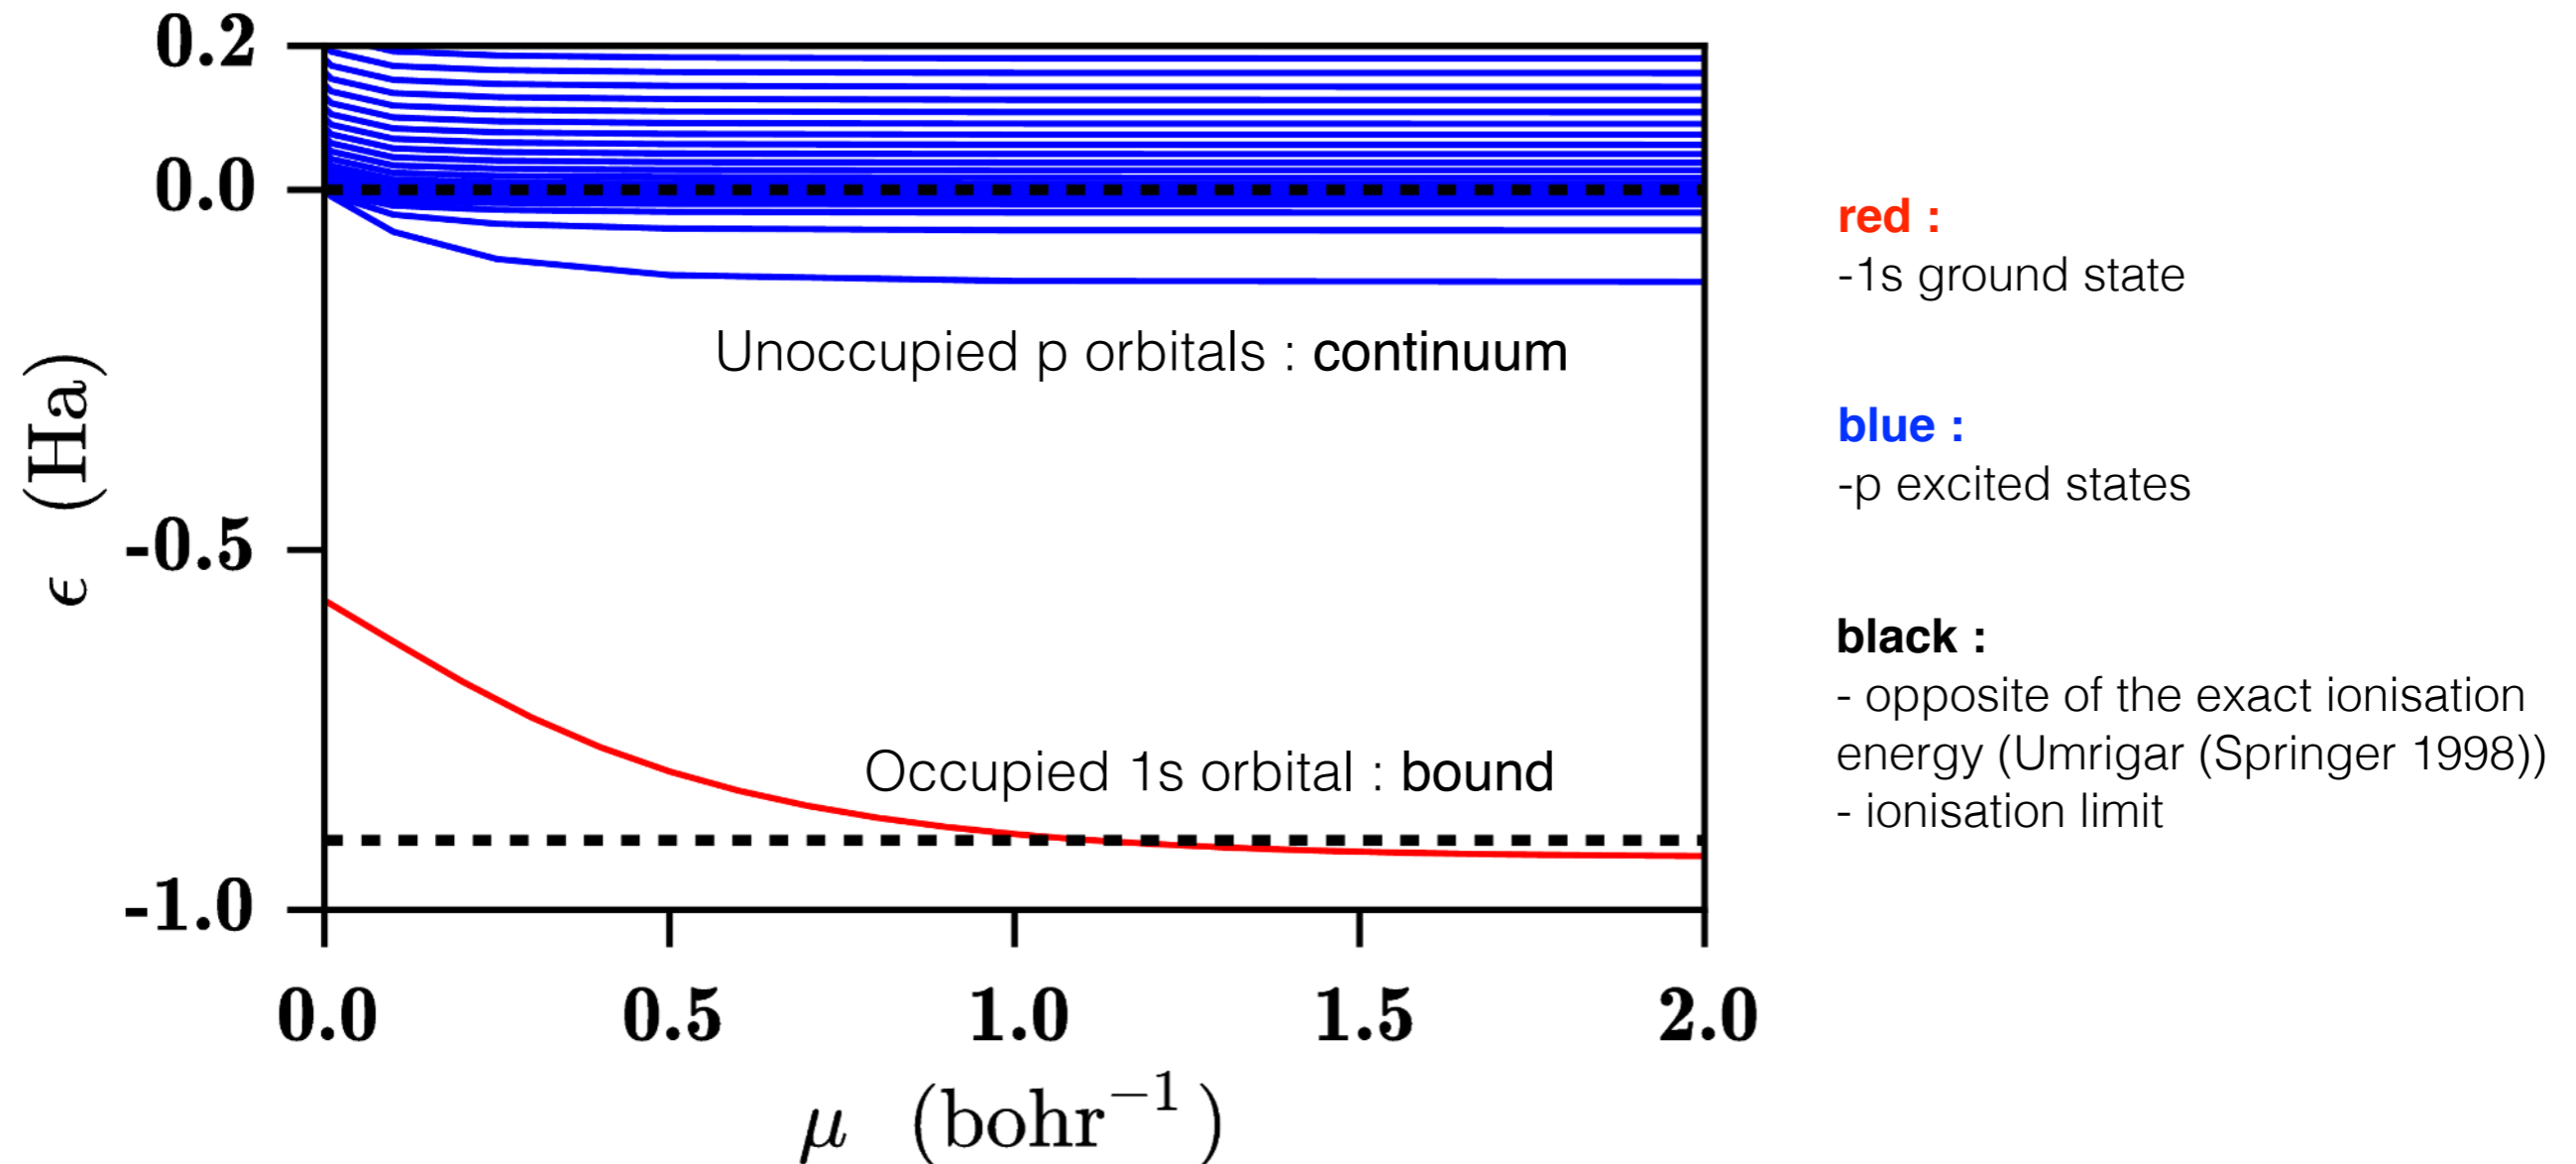 0.2
0.0
-0.5
-1.0
ϵ (Ha)
0.0 0.5 1.0 1.5 2.0
μ (bohr⁻¹)
Unoccupied p orbitals : continuum
Occupied 1s orbital : bound
red :
-1s ground state
blue :
-p excited states
black :
- opposite of the exact ionisation
energy (Umrigar (Springer 1998))
- ionisation limit